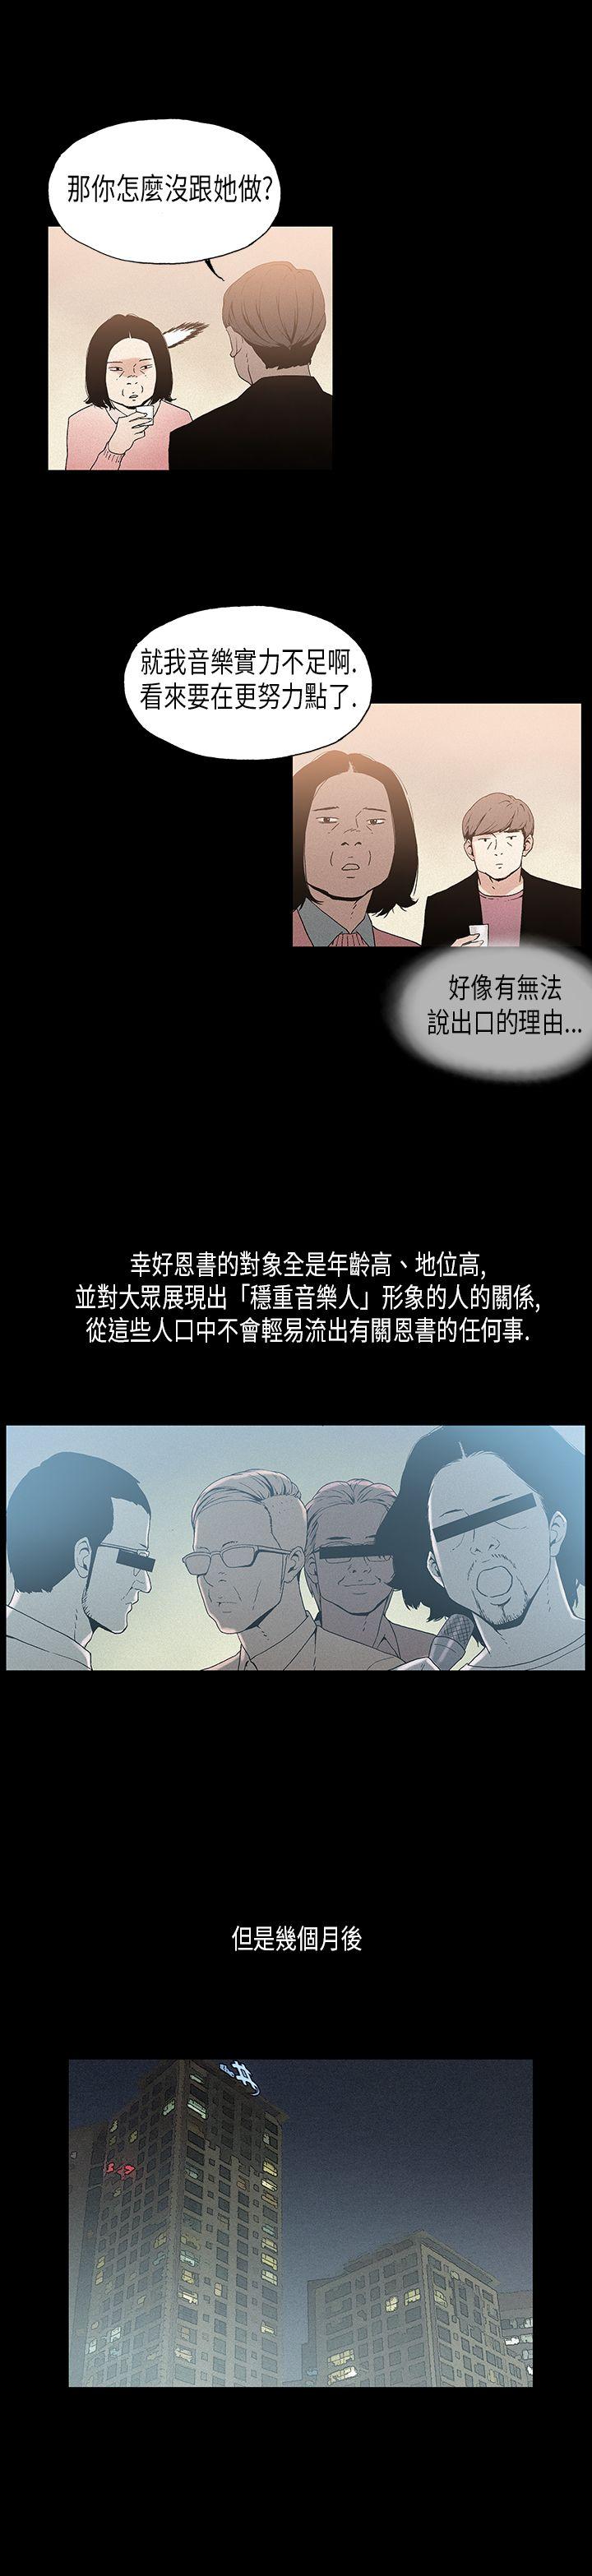 那你怎麼沒跟她做?
就我音樂實力不足啊.
看來要在更努力點了.
好像有無法
說出口的理由...
幸好恩書的對象全是年齡高、地位高,
並對大眾展現出「穩重音樂人」形象的人的關係,
從這些人口中不會輕易流出有關恩書的任何事.
但是幾個月後